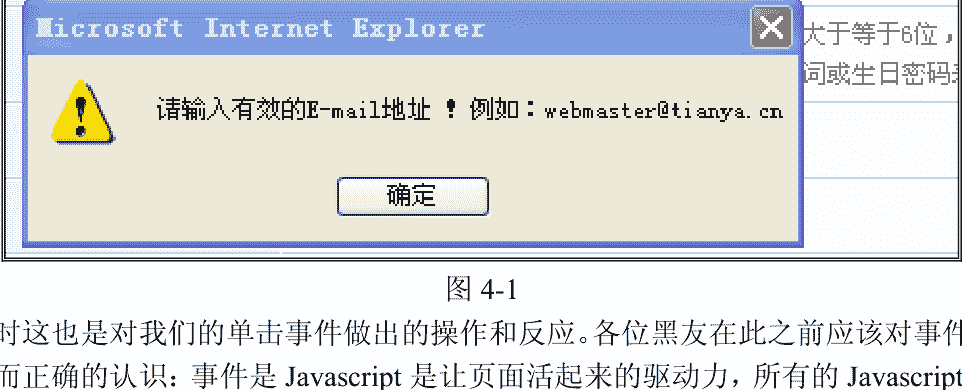 Microsoft Internet Explorer
大于等于6位，
词或生日密码
请输入有效的E-mail地址 ！例如：webmaster@tianya.cn
确定
图 4-1
时这也是对我们的单击事件做出的操作和反应。各位黑友在此之前应该对事件
而正确的认识：事件是 Javascript 是让页面活起来的驱动力，所有的 Javascript